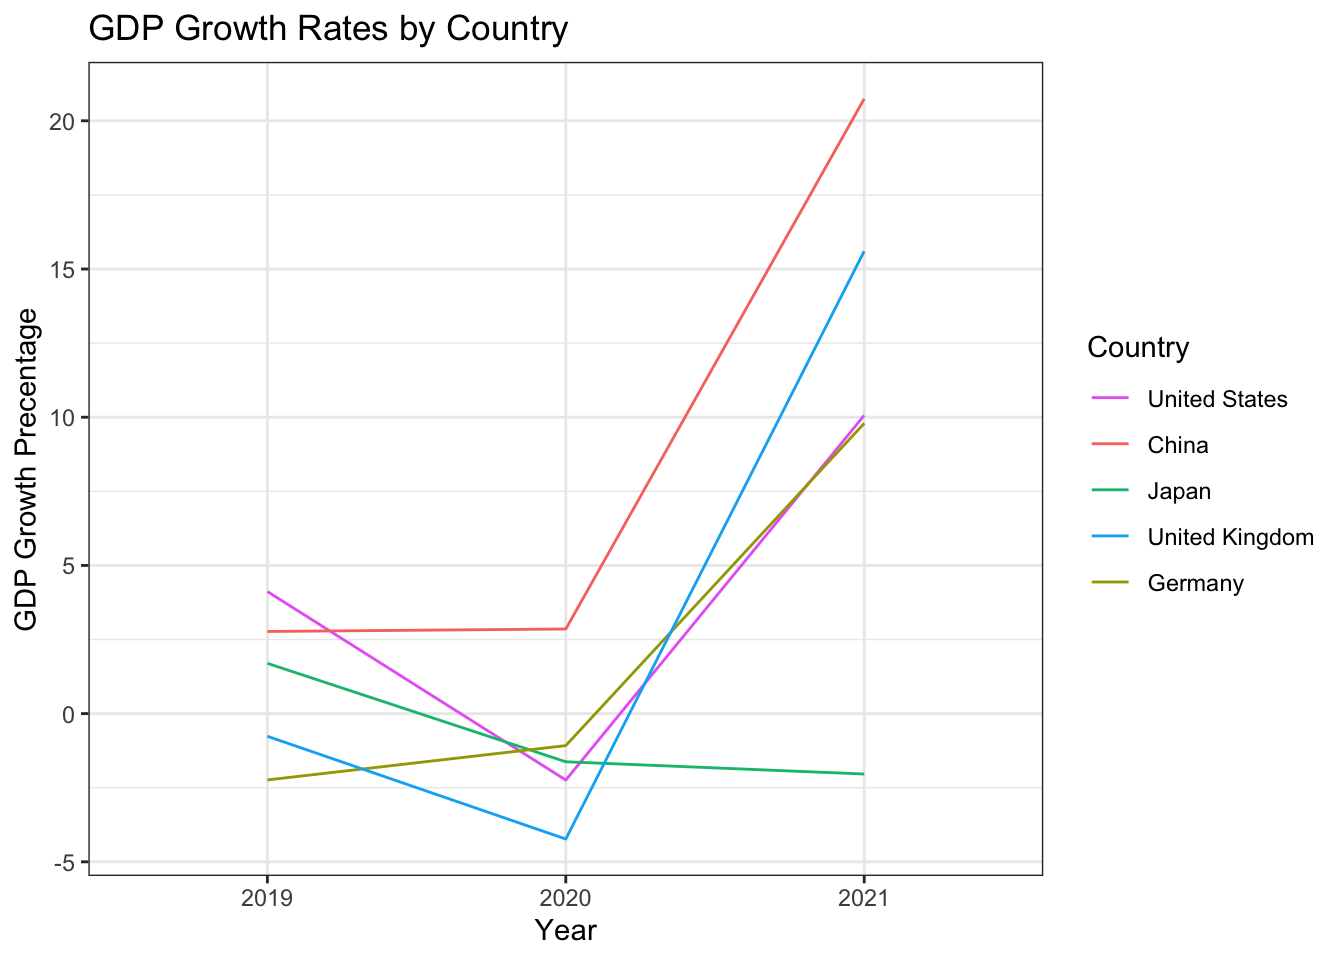 GDP Growth Rates by Country
GDP Growth Precentage
20
15
10
5
0
-5
2019 2020 2021
Year
Country
United States
China
Japan
United Kingdom
Germany